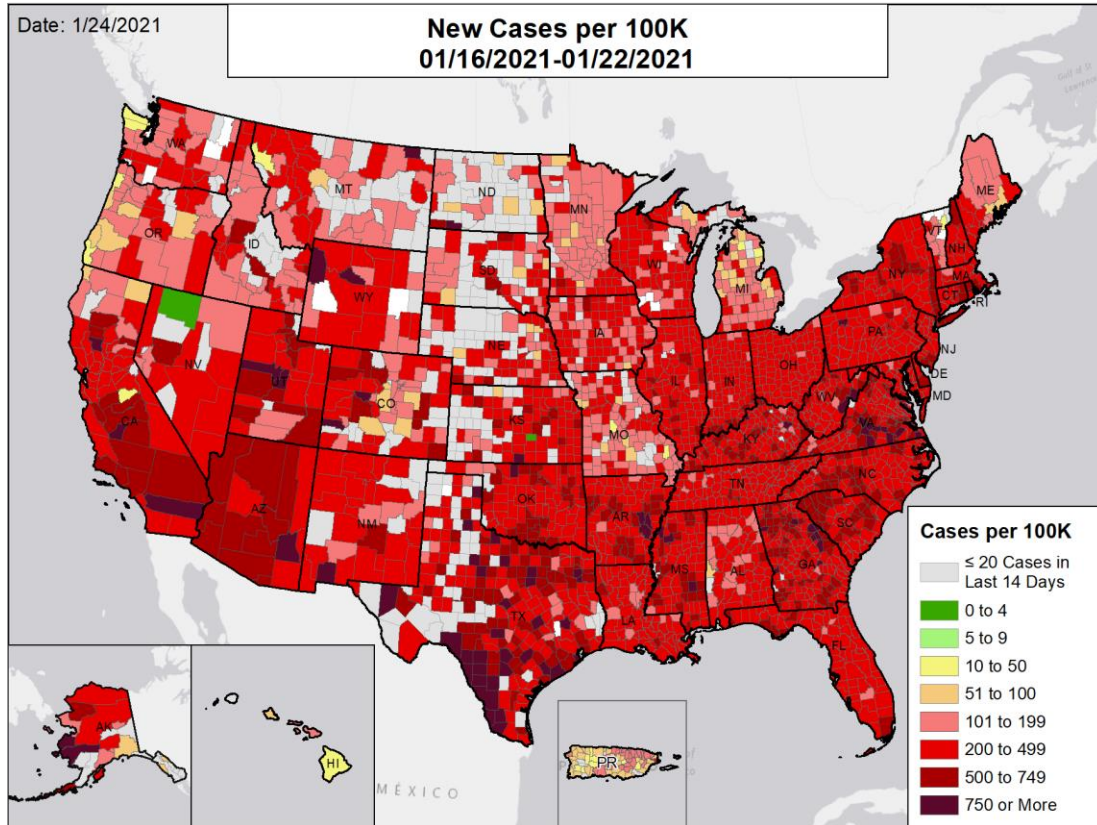 Date: 1/24/2021
New Cases per 100K
01/16/2021-01/22/2021
WA
MT
ND
MN
ME
OR
ID
SD
WI
MI
VT
NH
NY
MA
CT
RI
WY
NE
IA
PA
NJ
NV
UT
CO
IL
IN
OH
DE
MD
WV
VA
CA
KS
MO
KY
AZ
NM
OK
AR
TN
NC
SC
MS
AL
GA
TX
LA
FL
AK
HI
PR
MÉXICO
Cases per 100K
≤ 20 Cases in
Last 14 Days
0 to 4
5 to 9
10 to 50
51 to 100
101 to 199
200 to 499
500 to 749
750 or More